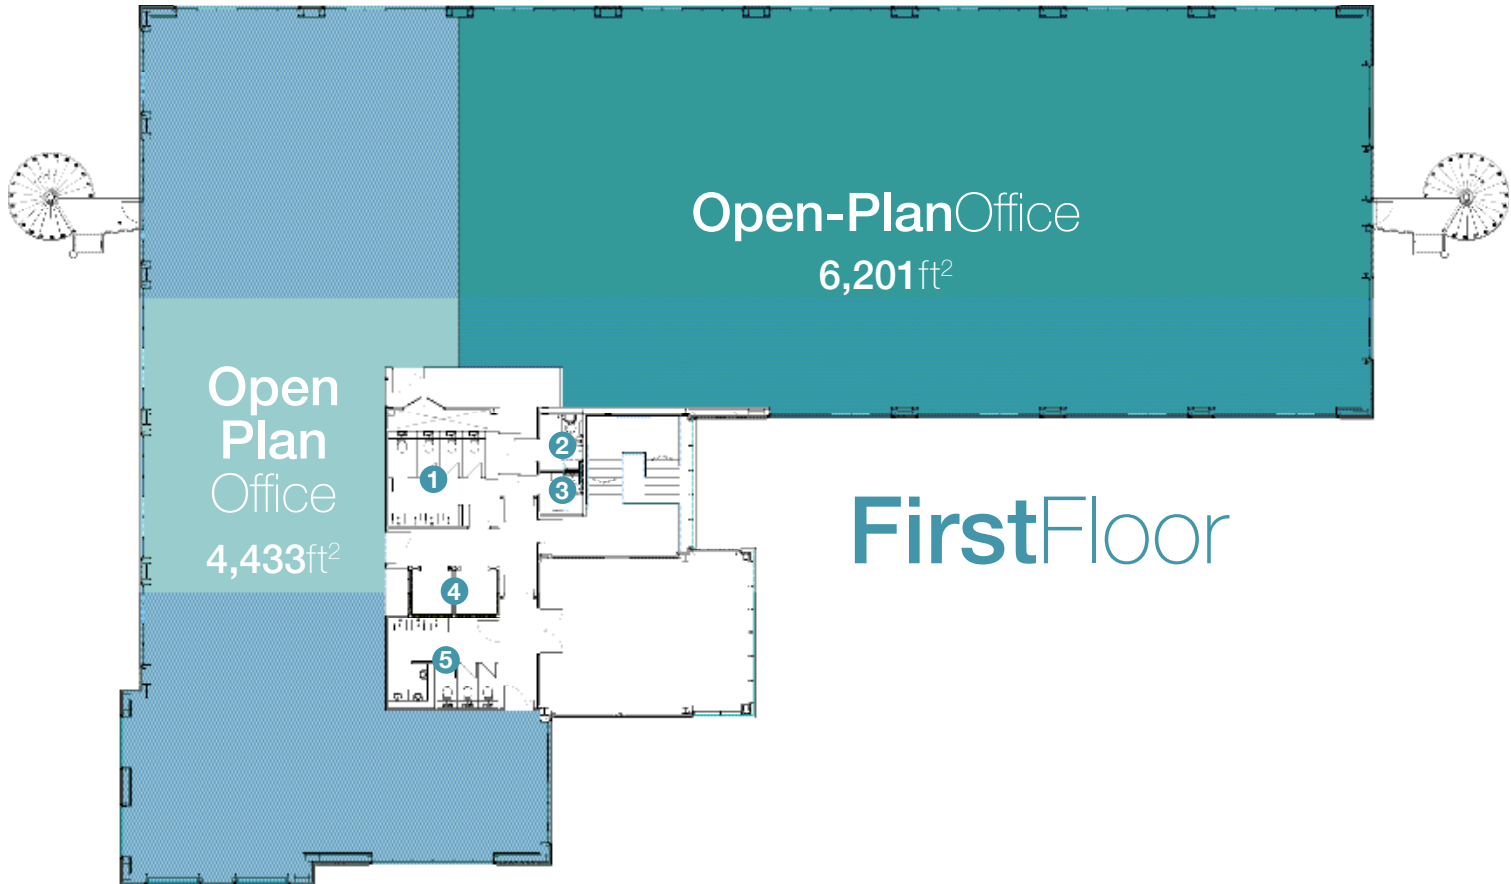 Open-PlanOffice
6,201ft²
Open
Plan
Office
4,433ft²
1
2
3
4
5
FirstFloor